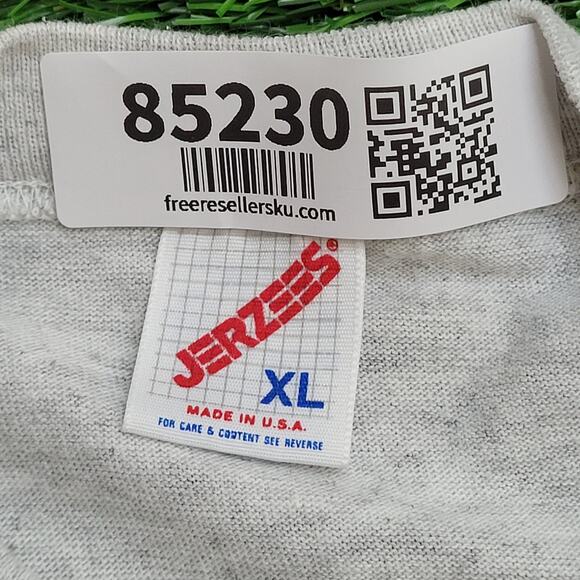 85230
freeresellersku.com
JERZEES®
XL
MADE IN U.S.A.
FOR CARE & CONTENT SEE REVERSE